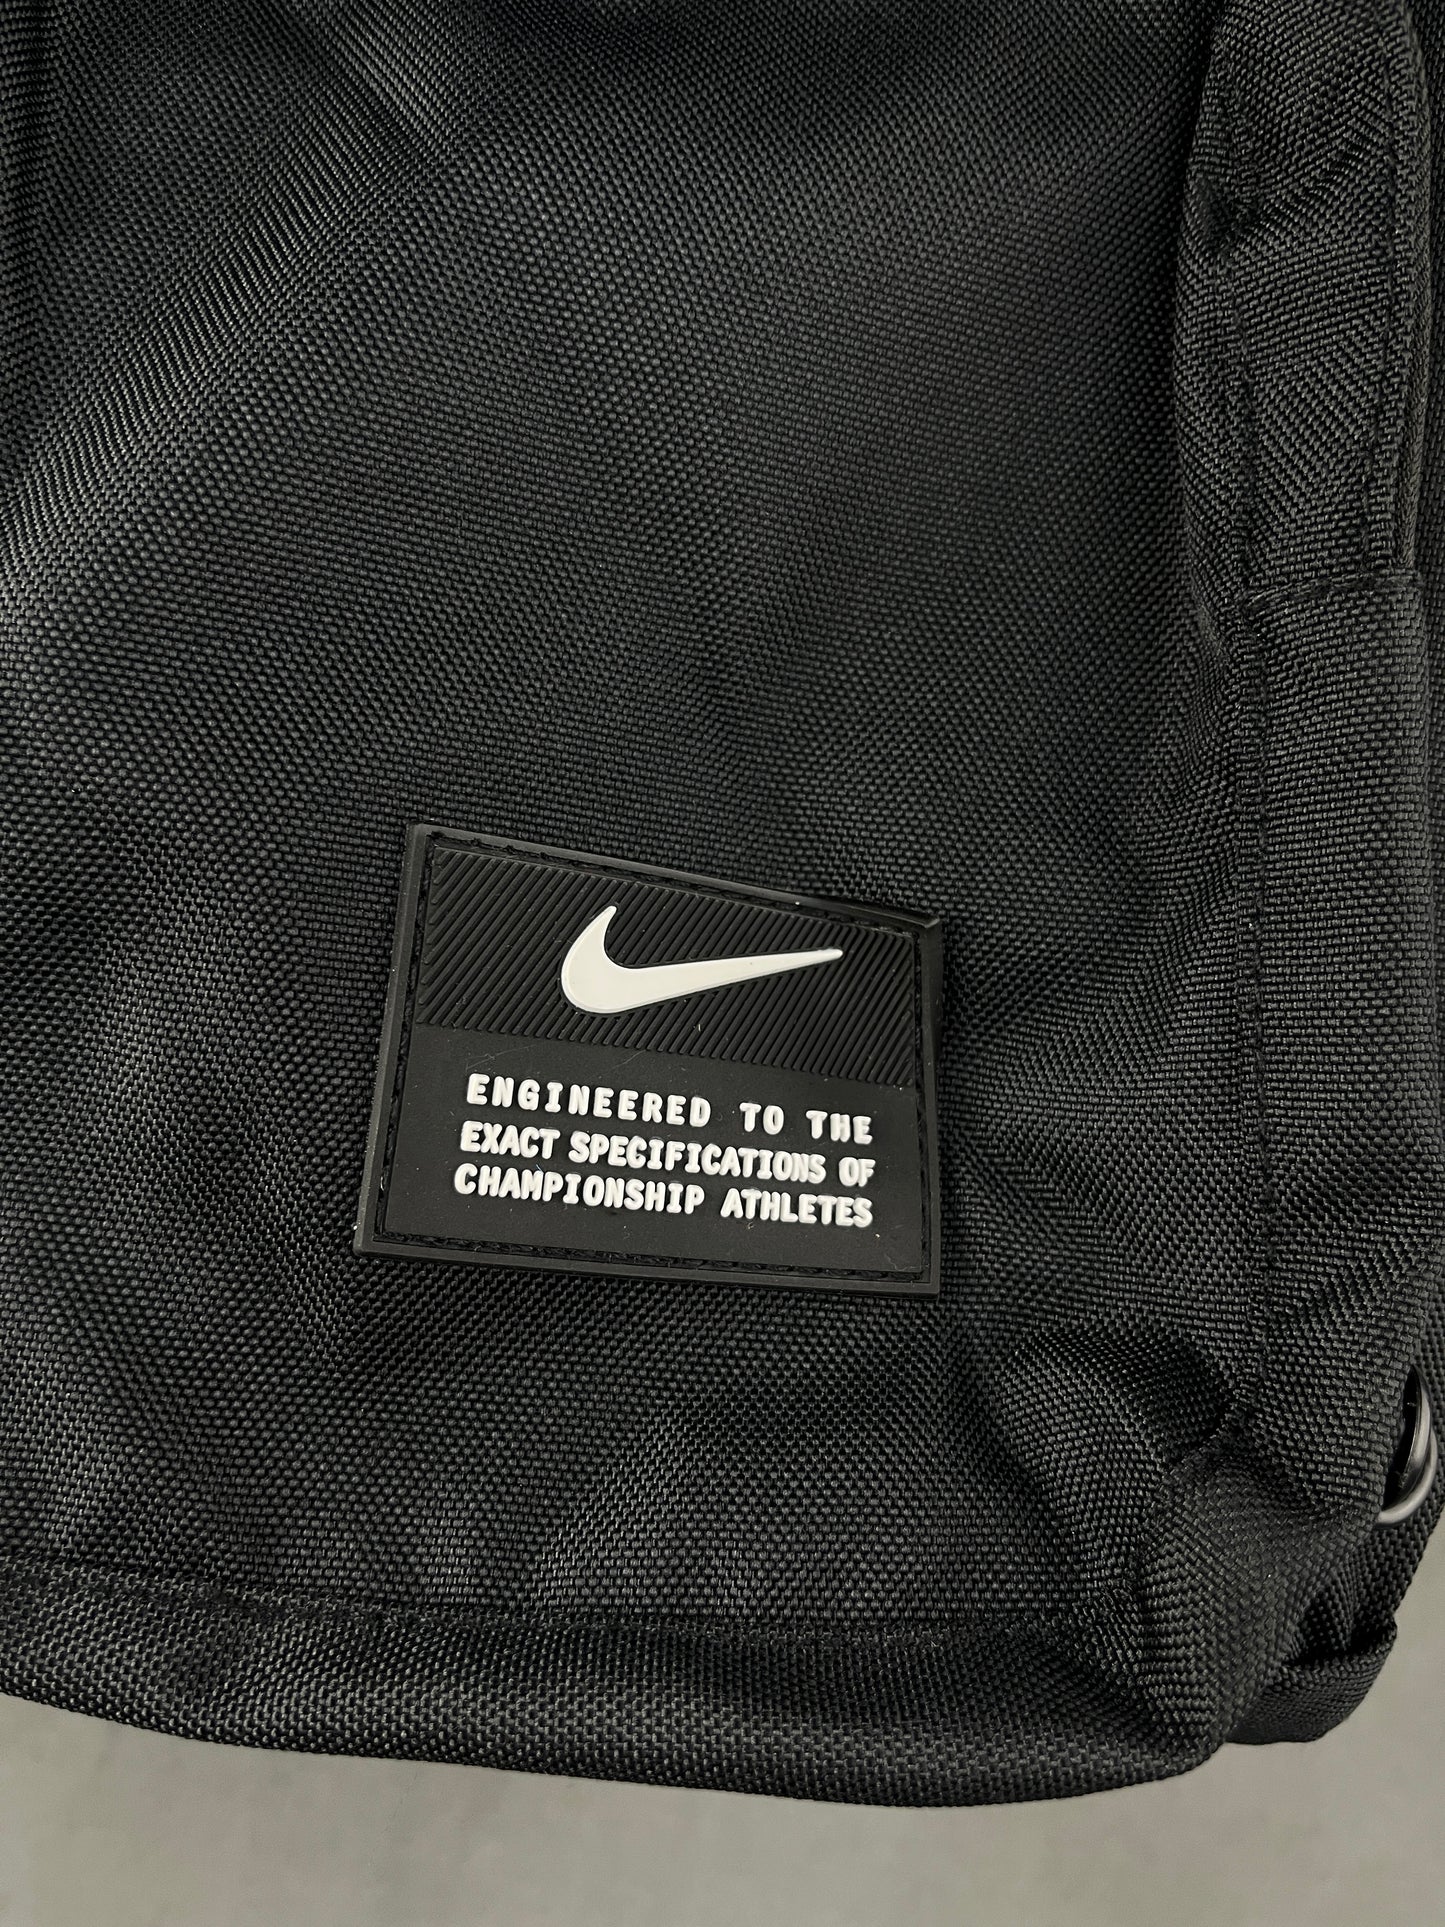 ENGINEERED TO THE
EXACT SPECIFICATIONS OF
CHAMPIONSHIP ATHLETES